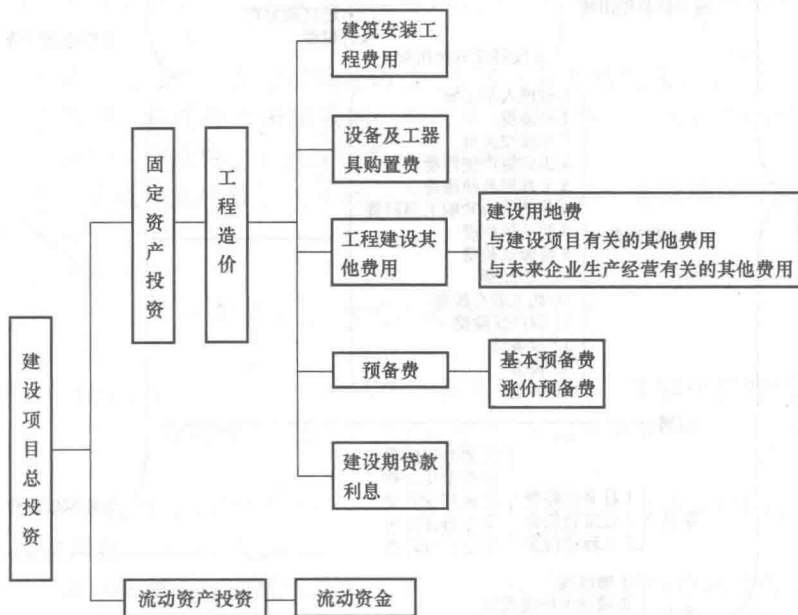 建筑安装工
程费用
设备及工器
具购置费
固定资产投资
工程造价
工程建设其
他费用
建设用地费
与建设项目有关的其他费用
与未来企业生产经营有关的其他费用
建设项目总投资
预备费
基本预备费
涨价预备费
建设期贷款
利息
流动资产投资
流动资金